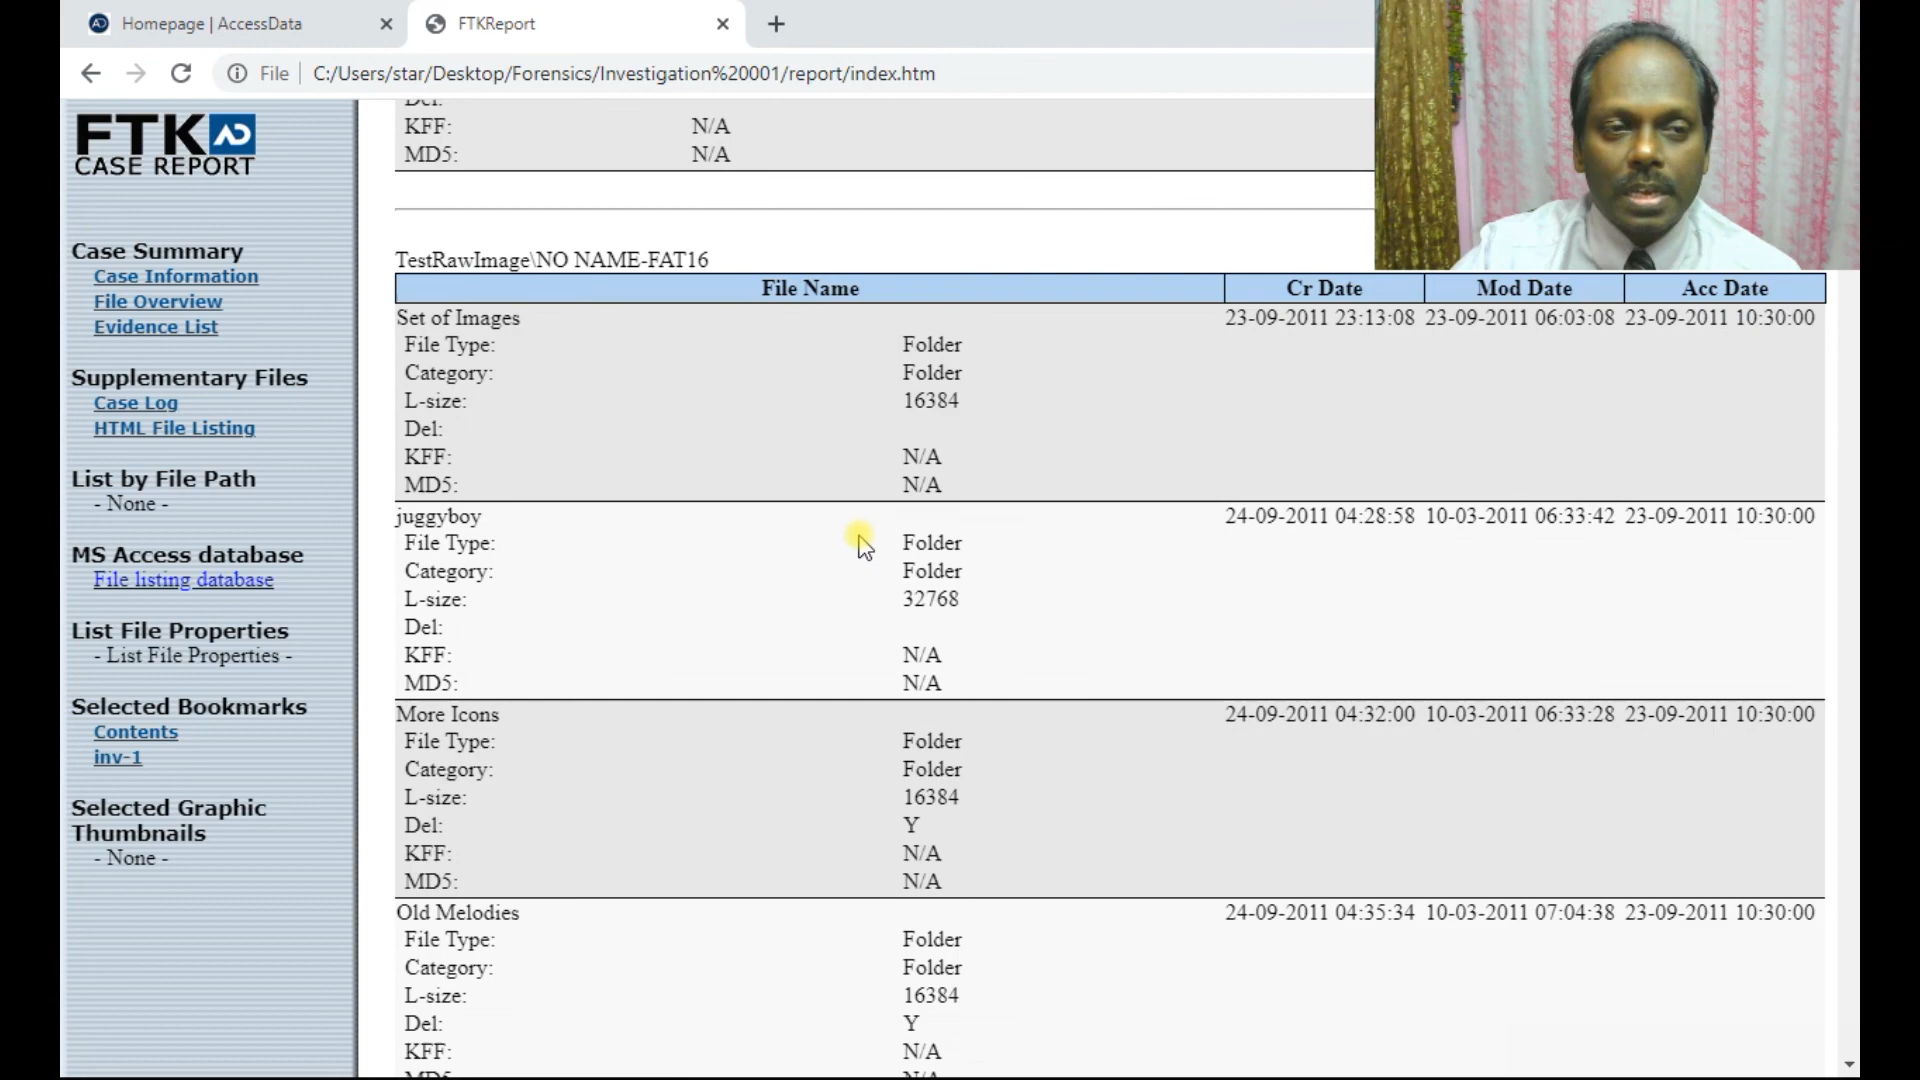 Homepage | AccessData
FTKReport
File
C:/Users/star/Desktop/Forensics/Investigation%20001/report/index.htm
FTK AD
CASE REPORT
Case Summary
Case Information
File Overview
Evidence List
Supplementary Files
Case Log
HTML File Listing
List by File Path
- None -
MS Access database
File listing database
List File Properties
- List File Properties -
Selected Bookmarks
Contents
inv-1
Selected Graphic
Thumbnails
- None -
Del:
KFF: N/A
MD5: N/A
TestRawImage\NO NAME-FAT16
File Name Cr Date Mod Date Acc Date
Set of Images 23-09-2011 23:13:08 23-09-2011 06:03:08 23-09-2011 10:30:00
File Type: Folder
Category: Folder
L-size: 16384
Del:
KFF: N/A
MD5: N/A
juggyboy 24-09-2011 04:28:58 10-03-2011 06:33:42 23-09-2011 10:30:00
File Type: Folder
Category: Folder
L-size: 32768
Del:
KFF: N/A
MD5: N/A
More Icons 24-09-2011 04:32:00 10-03-2011 06:33:28 23-09-2011 10:30:00
File Type: Folder
Category: Folder
L-size: 16384
Del: Y
KFF: N/A
MD5: N/A
Old Melodies 24-09-2011 04:35:34 10-03-2011 07:04:38 23-09-2011 10:30:00
File Type: Folder
Category: Folder
L-size: 16384
Del: Y
KFF: N/A
MD5: N/A